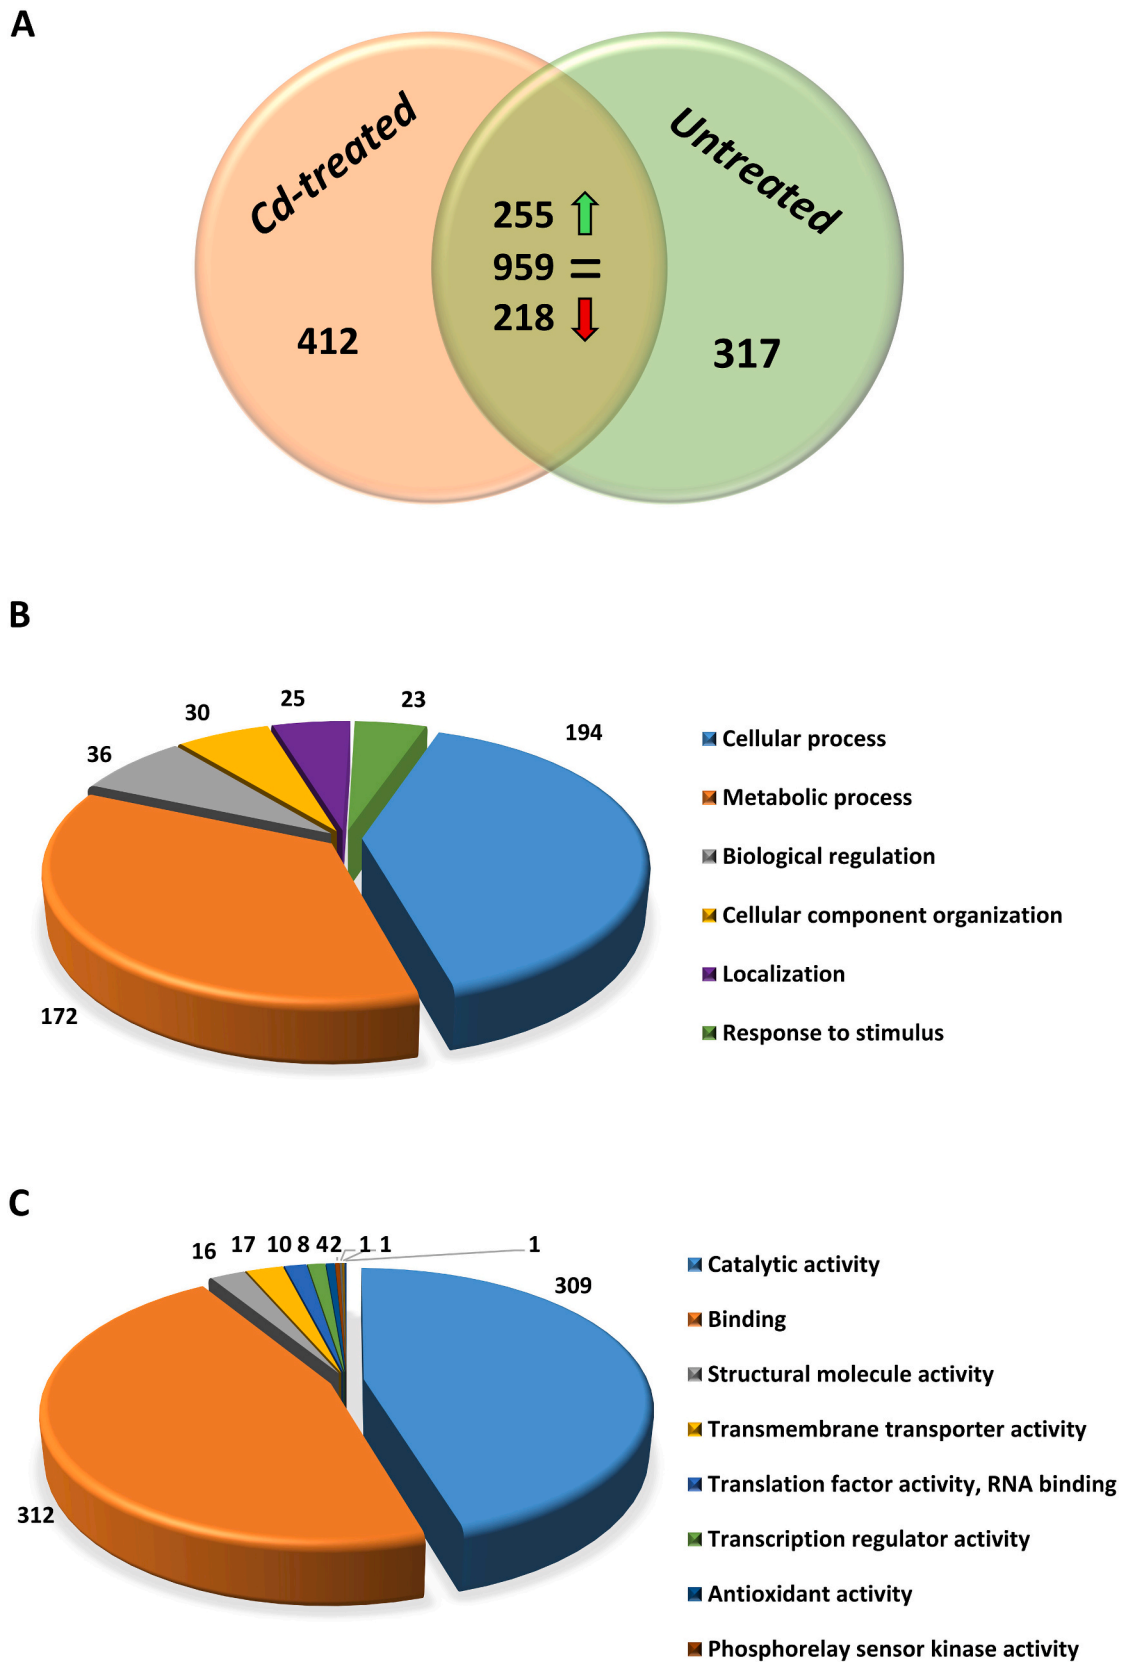 A
Cd-treated
Untreated
255
959 =
218
412
317
B
25
23
30
194
36
172
Cellular process
Metabolic process
Biological regulation
Cellular component organization
Localization
Response to stimulus
C
16 17 10 8 4 2 1 1 1
309
312
Catalytic activity
Binding
Structural molecule activity
Transmembrane transporter activity
Translation factor activity, RNA binding
Transcription regulator activity
Antioxidant activity
Phosphorelay sensor kinase activity